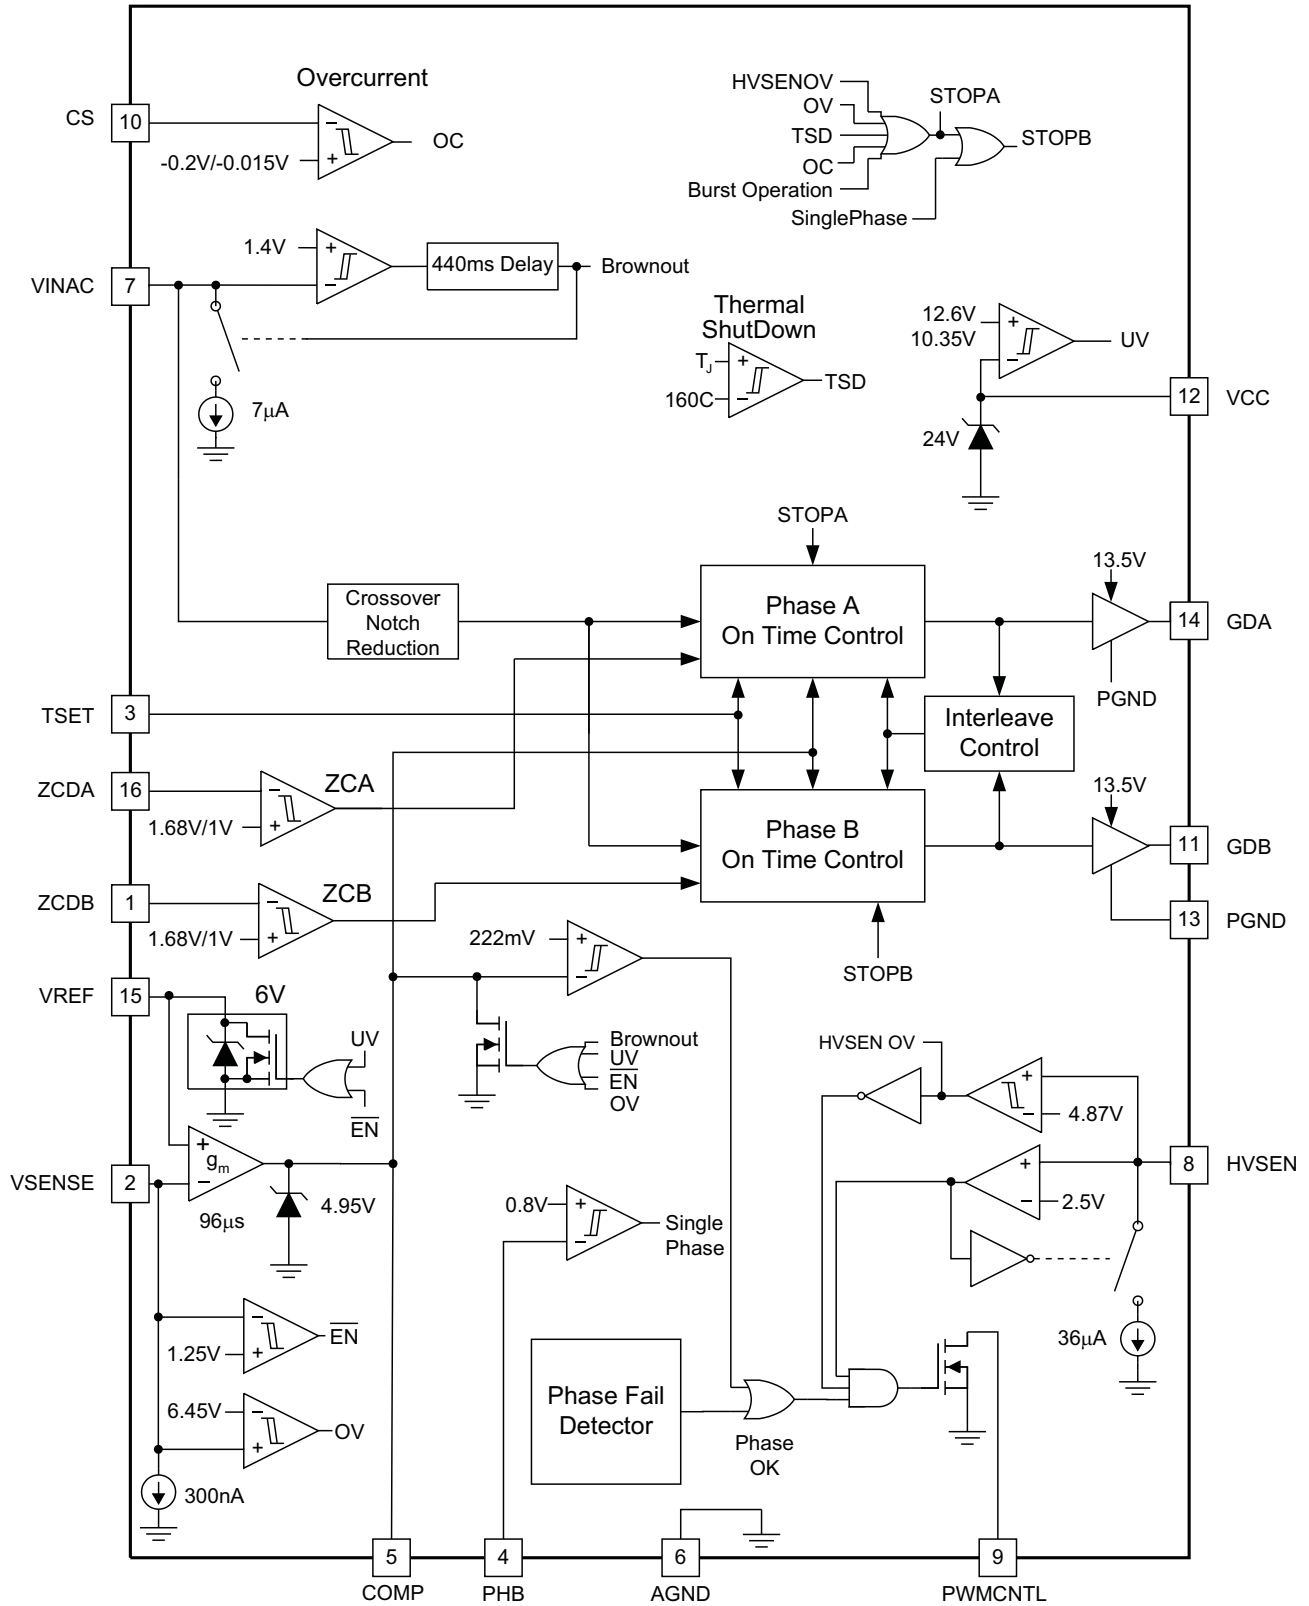 Overcurrent
CS
10
−
+
OC
-0.2V/-0.015V
HVSENOV
OV
TSD
OC
Burst Operation
SinglePhase
STOPA
STOPB
1.4V
+
−
440ms Delay
Brownout
VINAC
7
7μA
Thermal
ShutDown
TJ
+
160C
−
TSD
12.6V
10.35V
+
−
UV
12
VCC
24V
STOPA
Crossover
Notch
Reduction
Phase A
On Time Control
13.5V
14
GDA
PGND
TSET
3
Interleave
Control
ZCDA
16
−
+
ZCA
1.68V/1V
Phase B
On Time Control
13.5V
11
GDB
13
PGND
ZCDB
1
−
+
ZCB
1.68V/1V
STOPB
222mV
+
−
VREF
15
6V
UV
EN
Brownout
UV
EN
OV
HVSEN OV
+
−
4.87V
VSENSE
2
+
−
gm
96μs
4.95V
8
HVSEN
+
−
2.5V
0.8V
+
−
Single
Phase
36μA
−
+
1.25V
EN
6.45V
−
+
OV
300nA
Phase Fail
Detector
Phase
OK
5
COMP
4
PHB
6
AGND
9
PWMCNTL